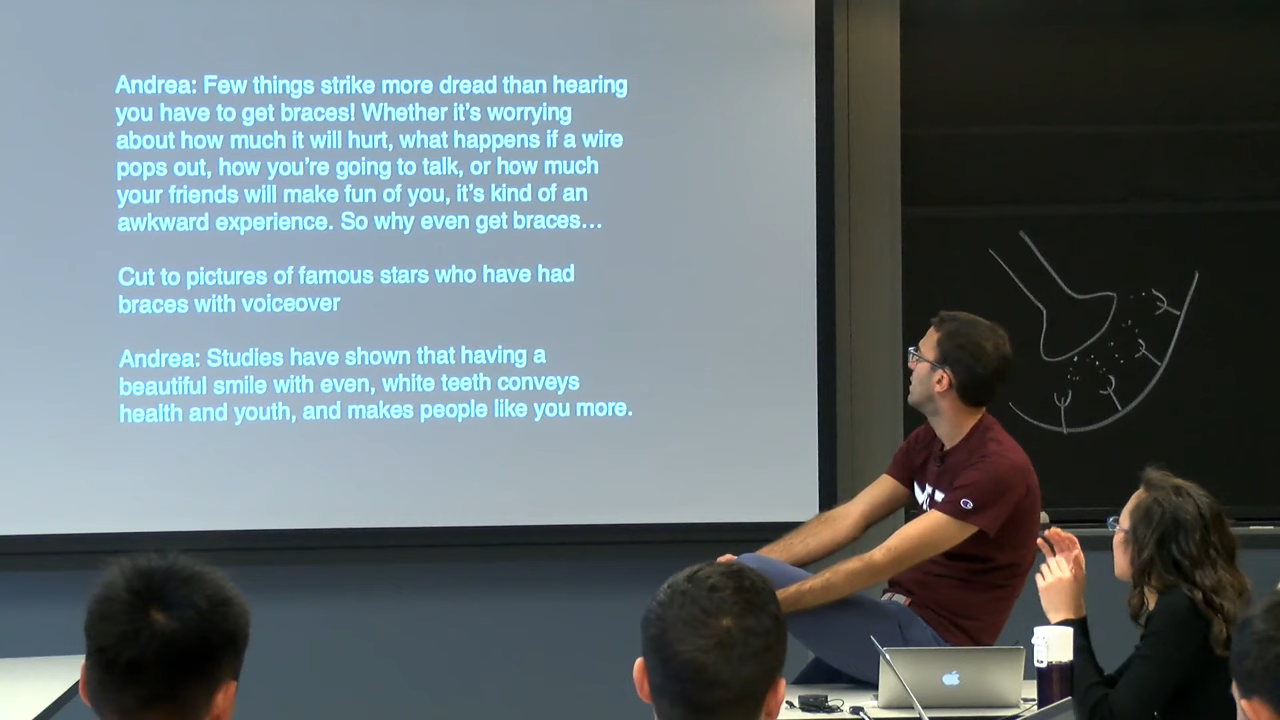 Andrea: Few things strike more dread than hearing
you have to get braces! Whether it's worrying
about how much it will hurt, what happens if a wire
pops out, how you're going to talk, or how much
your friends will make fun of you, it's kind of an
awkward experience. So why even get braces…
Cut to pictures of famous stars who have had
braces with voiceover
Andrea: Studies have shown that having a
beautiful smile with even, white teeth conveys
health and youth, and makes people like you more.